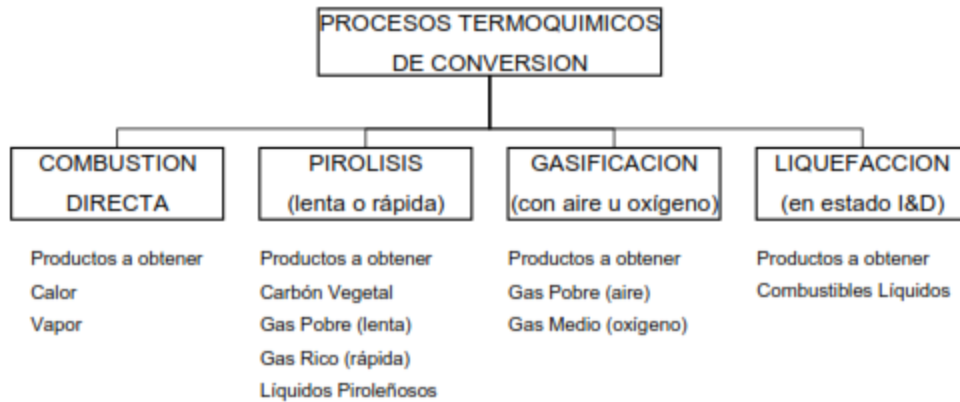 PROCESOS TERMOQUIMICOS
DE CONVERSION
COMBUSTION
DIRECTA
Productos a obtener
Calor
Vapor
PIROLISIS
(lenta o rápida)
Productos a obtener
Carbón Vegetal
Gas Pobre (lenta)
Gas Rico (rápida)
Líquidos Piroleñosos
GASIFICACION
(con aire u oxígeno)
Productos a obtener
Gas Pobre (aire)
Gas Medio (oxígeno)
LIQUEFACCION
(en estado I&D)
Productos a obtener
Combustibles Líquidos